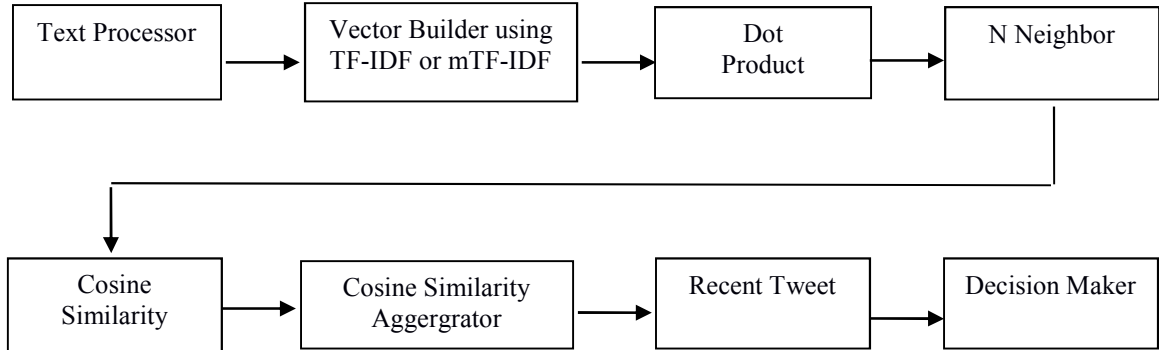 Text Processor
Vector Builder using
TF-IDF or mTF-IDF
Dot
Product
N Neighbor
Cosine
Similarity
Cosine Similarity
Aggergrator
Recent Tweet
Decision Maker